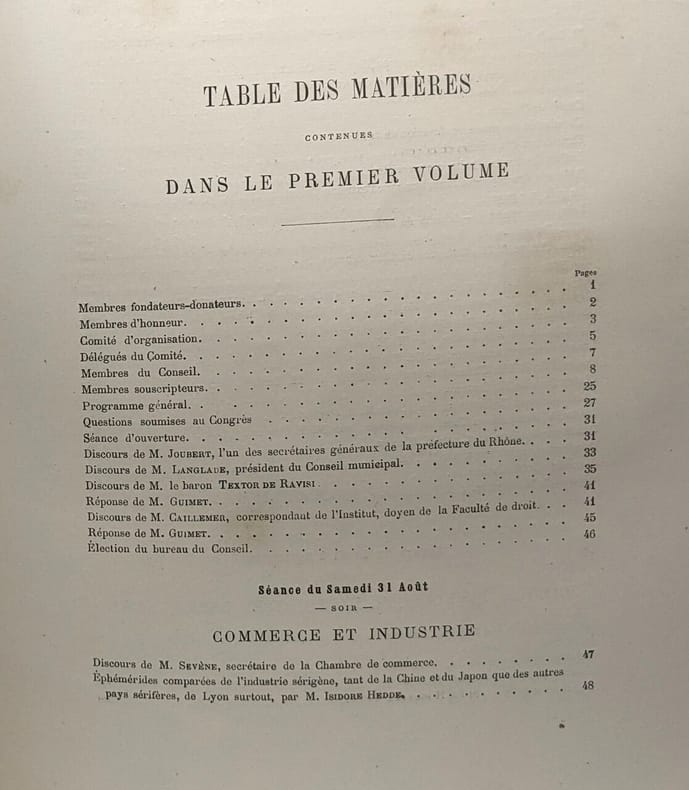 TABLE DES MATIÈRES
CONTENUES
DANS LE PREMIER VOLUME
Pages
Membres fondateurs-donateurs. 1
Membres d'honneur. 2
Comité d'organisation. 3
Délégués du Comité. 5
Membres du Conseil. 7
Membres souscripteurs. 8
Programme général. 25
Questions soumises au Congrès 27
Séance d'ouverture. 31
Discours de M. JOUBERT, l'un des secrétaires généraux de la préfecture du Rhône. 31
Discours de M. LANGLADE, président du Conseil municipal. 33
Discours de M. le baron TEXTOR DE RAVISI. 35
Réponse de M. GUIMET. 41
Discours de M. CAILLEMER, correspondant de l'Institut, doyen de la Faculté de droit. 41
Réponse de M. GUIMET. 45
Élection du bureau du Conseil. 46
Séance du Samedi 31 Août
— SOIR —
COMMERCE ET INDUSTRIE
Discours de M. SEVÈNE, secrétaire de la Chambre de commerce. 47
Éphémérides comparées de l'industrie sérigène, tant de la Chine et du Japon que des autres
pays sérifères, de Lyon surtout, par M. ISIDORE HEDDE. 48